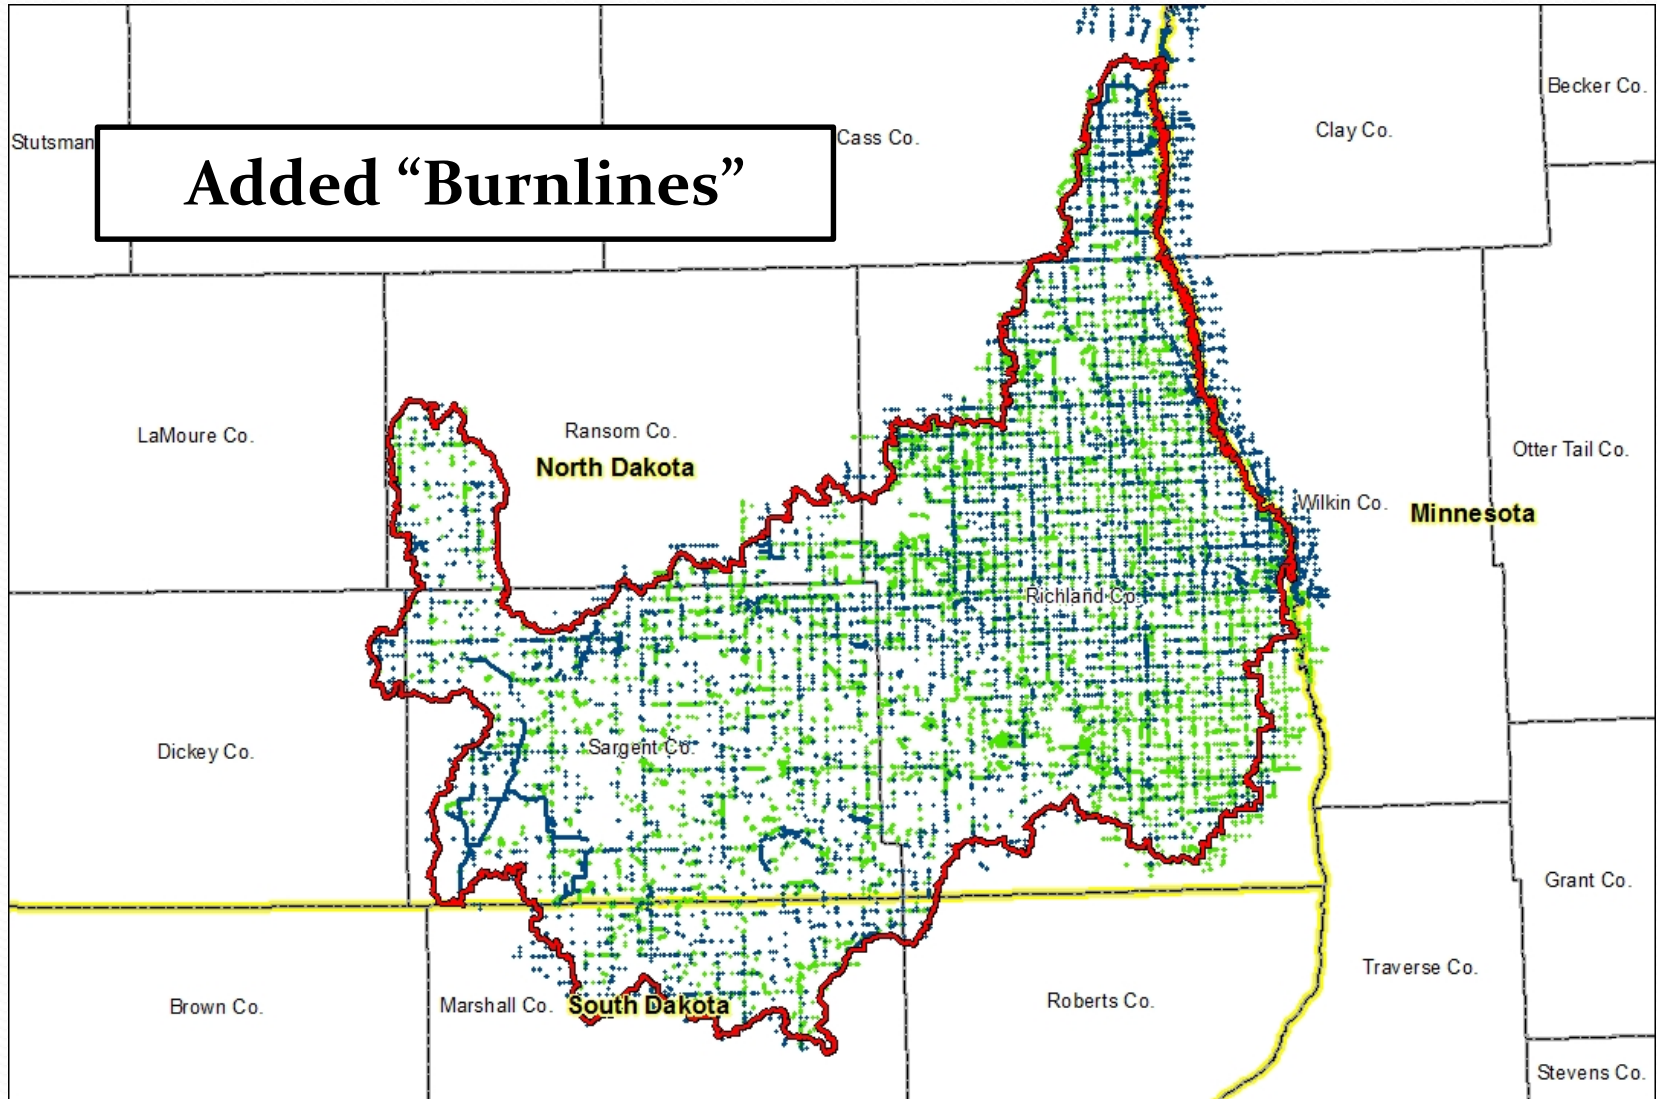 Becker Co.
Clay Co.
Stutsman
Cass Co.
Added “Burnlines”
LaMoure Co.
Ransom Co.
North Dakota
Otter Tail Co.
Wilkin Co.
Minnesota
Richland Co.
Dickey Co.
Sargent Co.
Grant Co.
Traverse Co.
Brown Co.
Marshall Co.
South Dakota
Roberts Co.
Stevens Co.